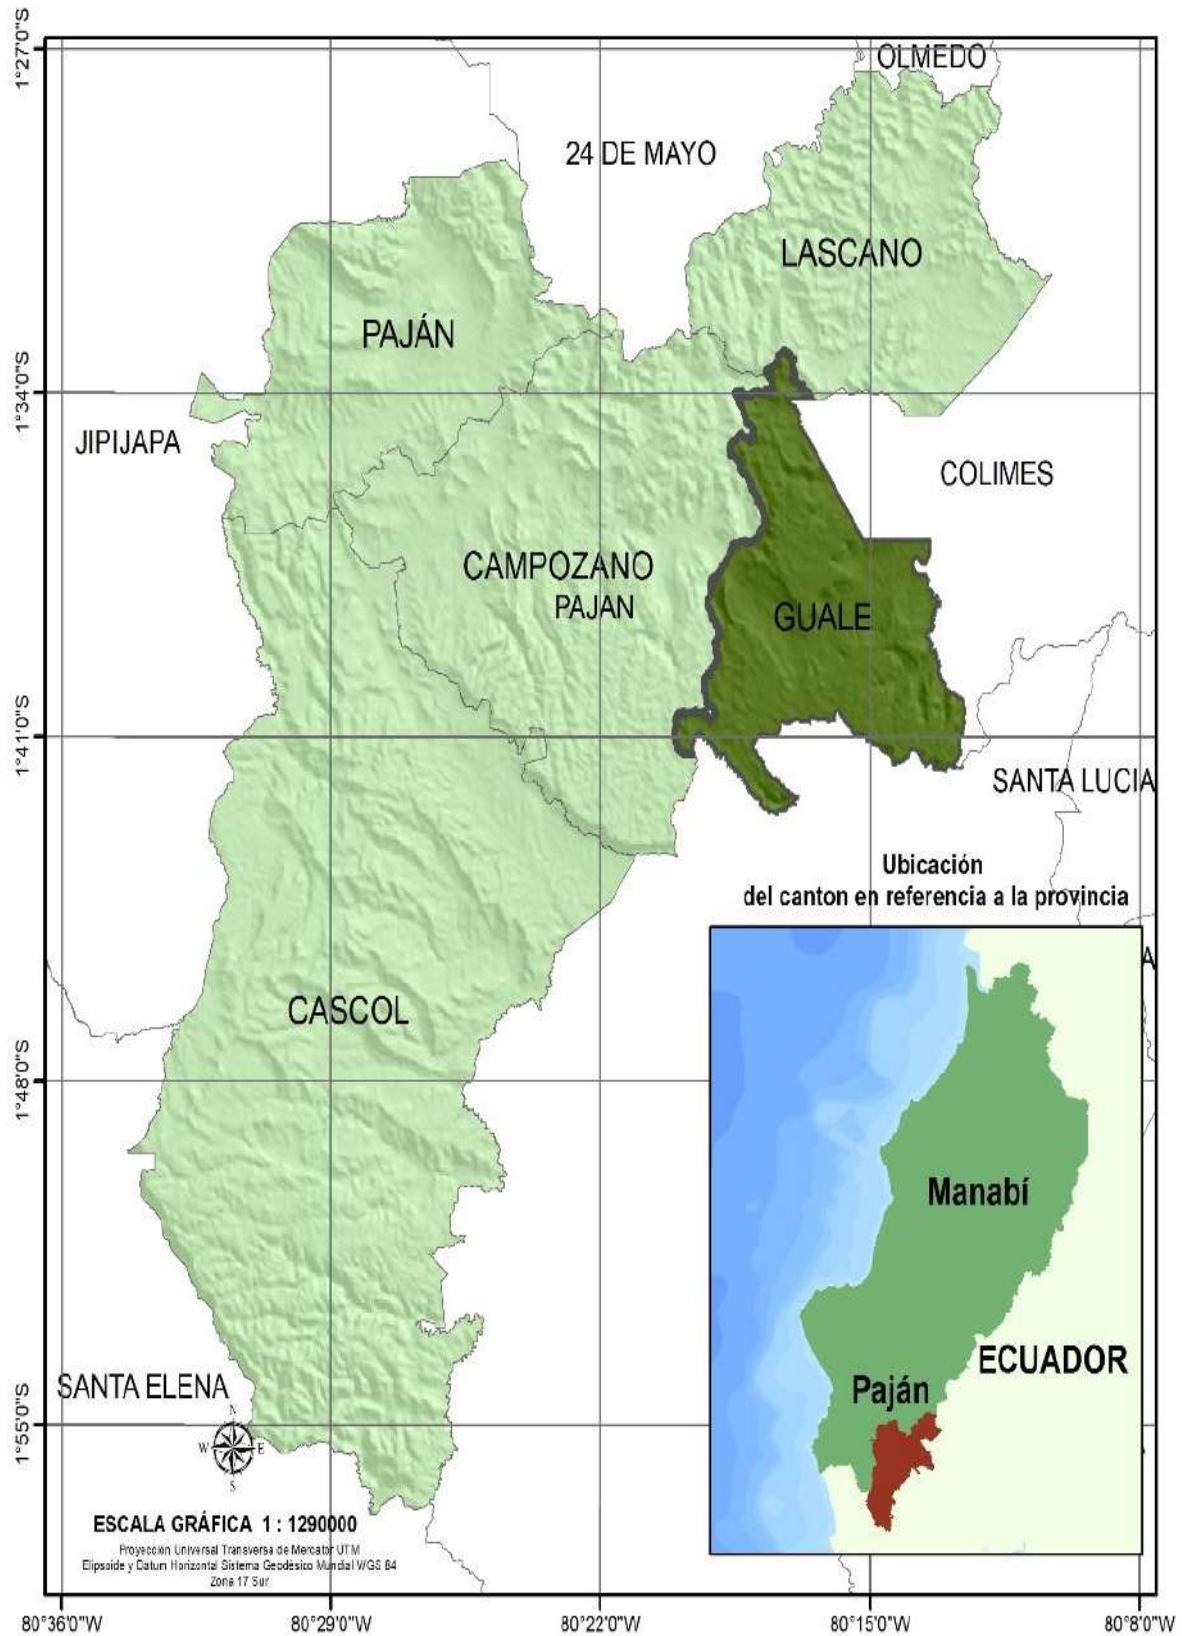 1°27'0"S
OLMEDO
24 DE MAYO
LASCANO
PAJÁN
1°34'0"S
JIPIJAPA
COLIMES
CAMPOZANO
PAJAN
GUALE
1°41'0"S
SANTA LUCIA
Ubicación
del canton en referencia a la provincia
A
CASCOL
1°48'0"S
Manabí
ECUADOR
Paján
SANTA ELENA
1°55'0"S
N
W
E
S
ESCALA GRÁFICA 1 : 1290000
Proyección Universal Transversa de Mercator UTM
Elipsoide y Datum Horizontal Sistema Geodésico Mundial WGS 84
Zona 17 Sur
80°36'0"W
80°29'0"W
80°22'0"W
80°15'0"W
80°8'0"W